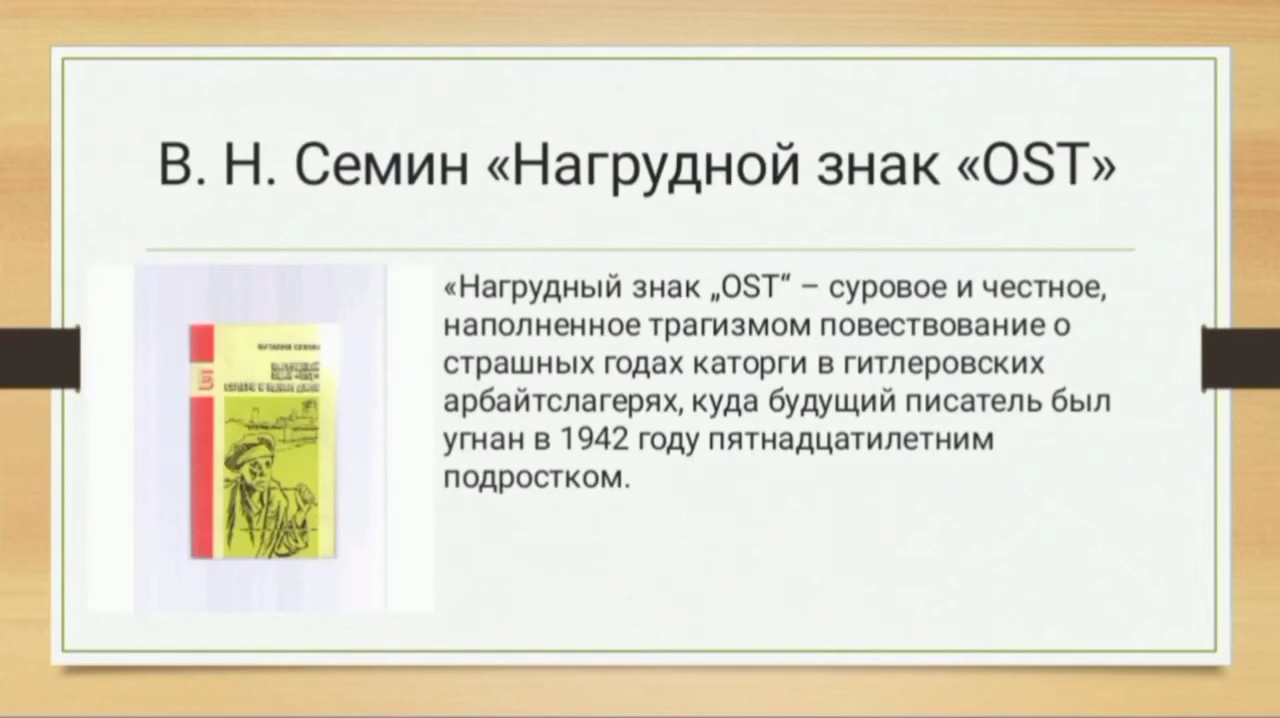 В. Н. Семин «Нагрудной знак «OST»
«Нагрудный знак „OST“ – суровое и честное,
наполненное трагизмом повествование о
страшных годах каторги в гитлеровских
арбайтслагерях, куда будущий писатель был
угнан в 1942 году пятнадцатилетним
подростком.